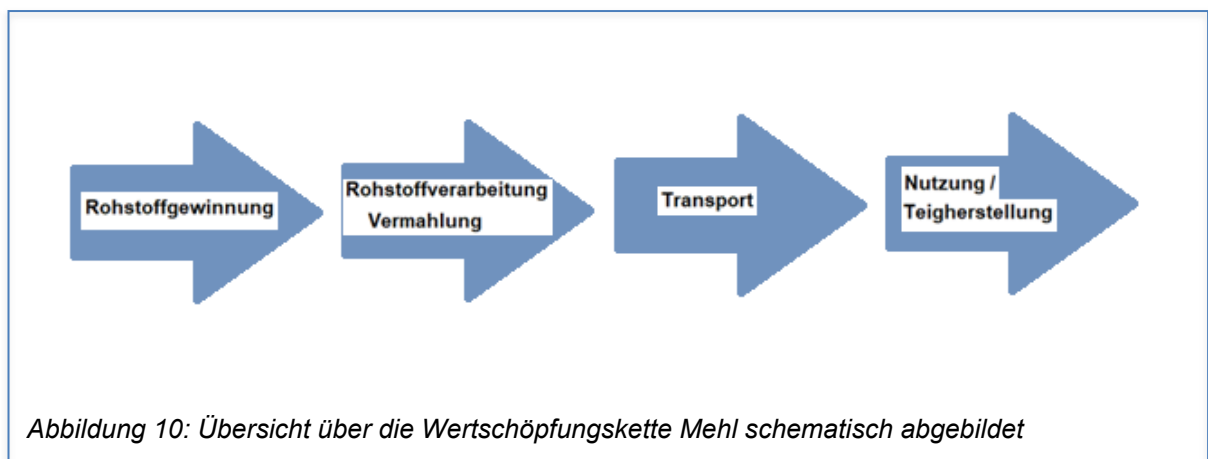 Rohstoffgewinnung
Rohstoffverarbeitung
Vermahlung
Transport
Nutzung /
Teigherstellung
Abbildung 10: Übersicht über die Wertschöpfungskette Mehl schematisch abgebildet